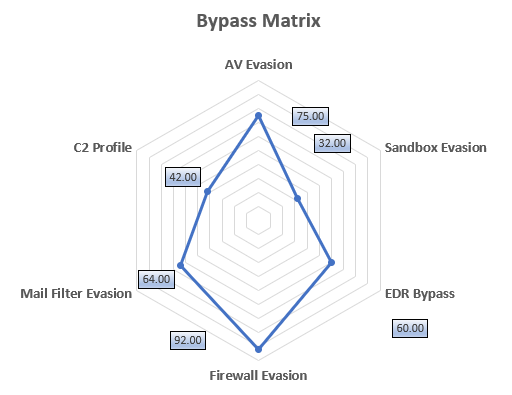 Bypass Matrix
AV Evasion
75.00
32.00
C2 Profile
Sandbox Evasion
42.00
64.00
Mail Filter Evasion
EDR Bypass
60.00
92.00
Firewall Evasion